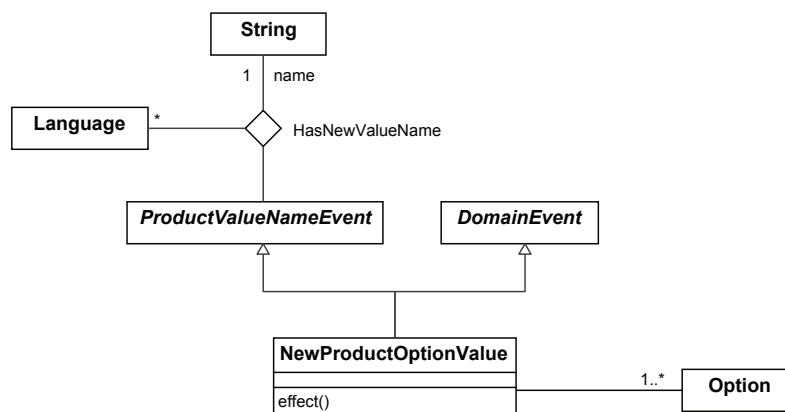 String
1 name
Language
*
HasNewValueName
ProductValueNameEvent
DomainEvent
NewProductOptionValue
effect()
1..*
Option